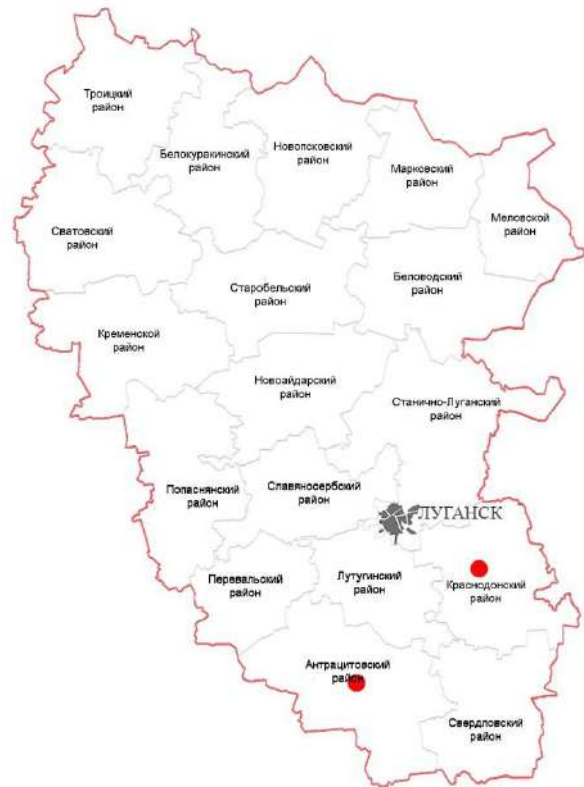 Троицкий
район
Белокуракинский
район
Новопсковский
район
Марковский
район
Меловской
район
Сватовский
район
Старобельский
район
Беловодский
район
Кременской
район
Новоайдарский
район
Станично-Луганский
район
Попаснянский
район
Славяносербский
район
ЛУГАНСК
Перевальский
район
Лутугинский
район
Краснодонский
район
Антрацитовский
район
Свердловский
район